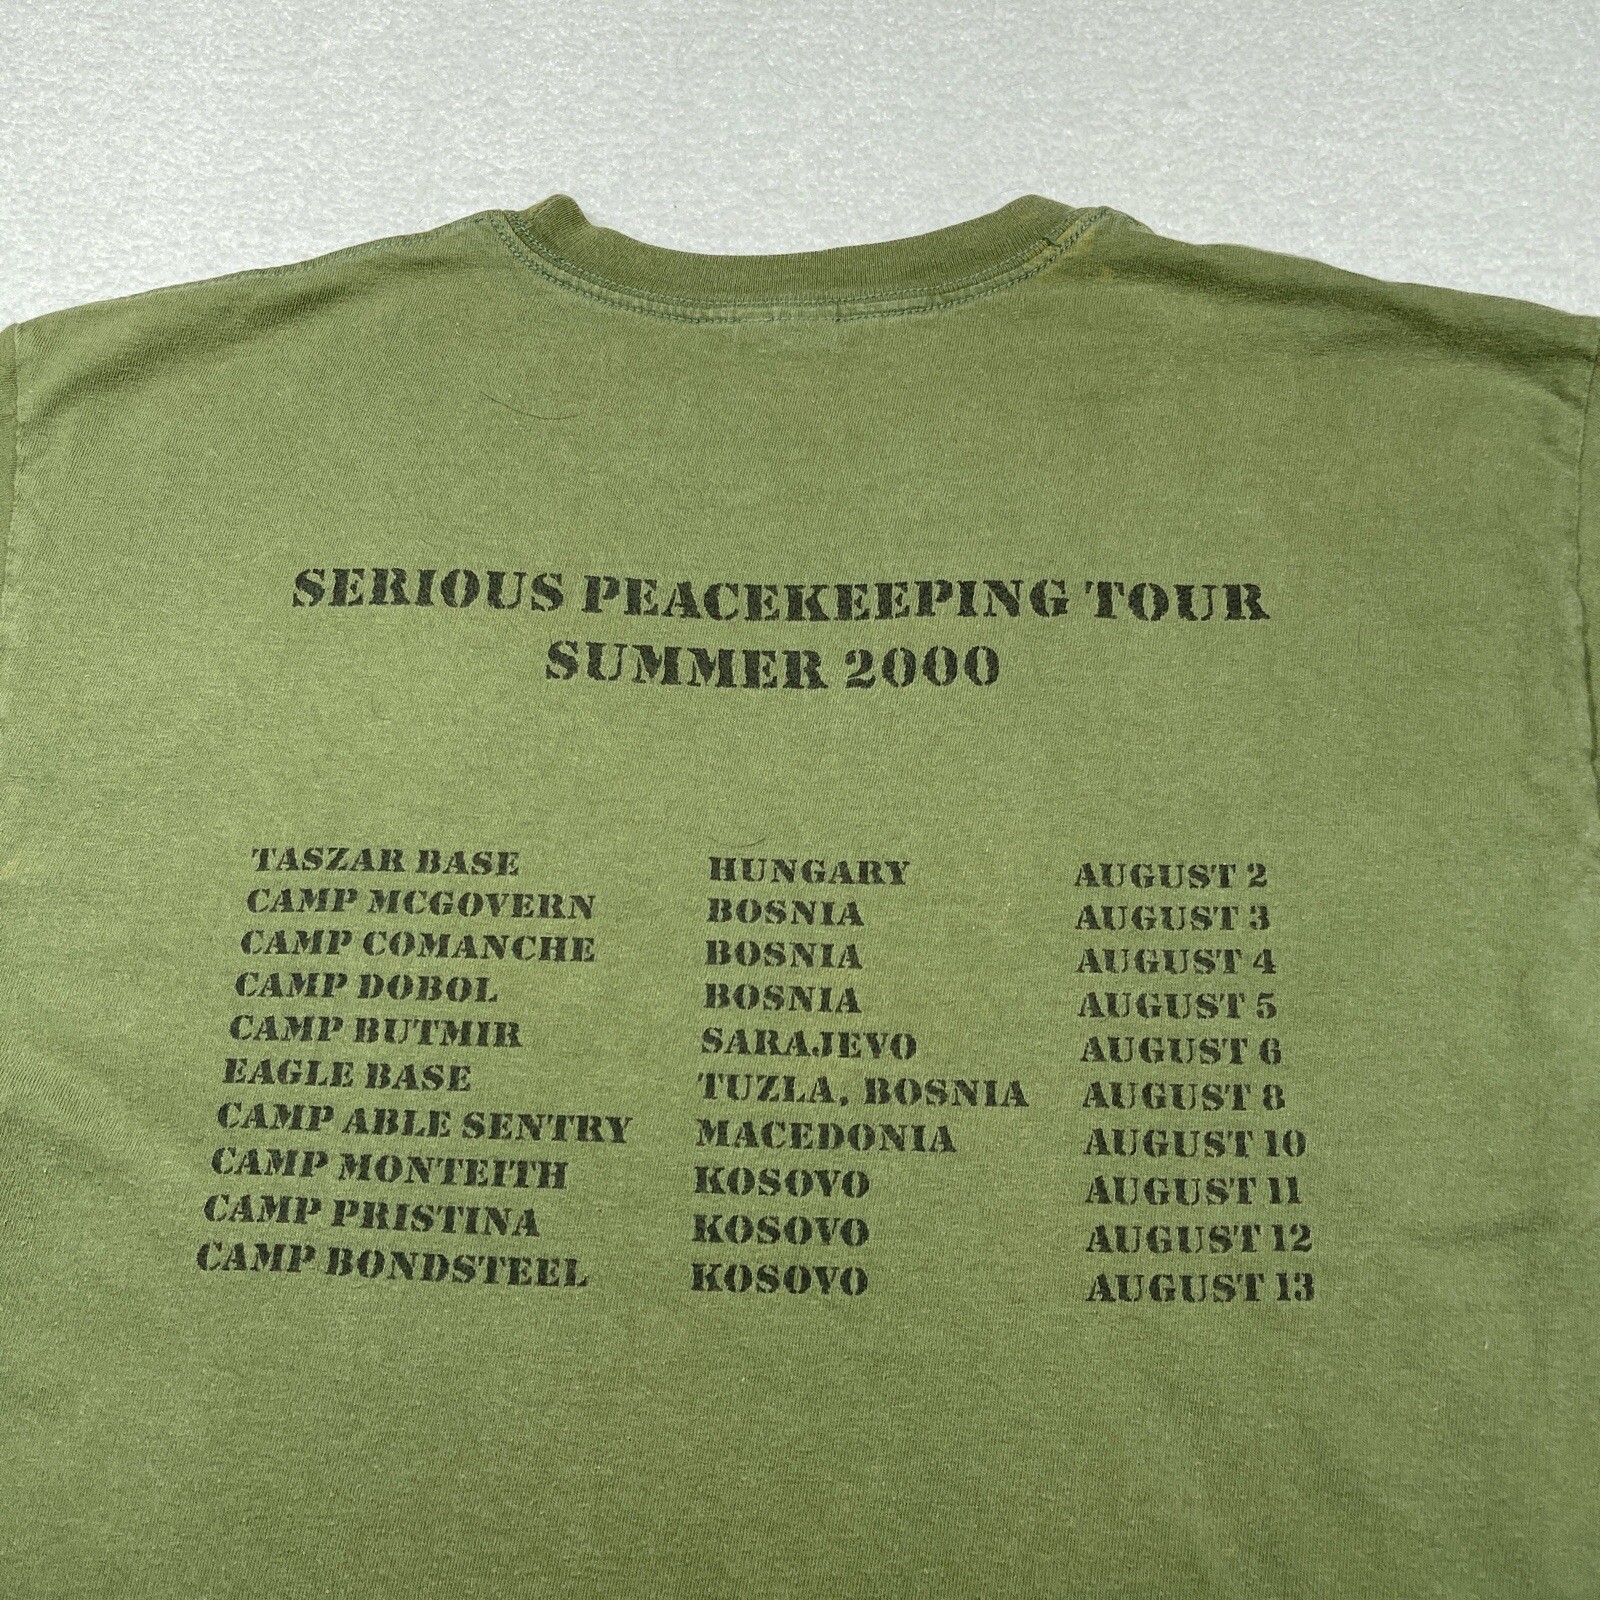 SERIOUS PEACEKEEPING TOUR
SUMMER 2000
TASZAR BASE HUNGARY AUGUST 2
CAMP MCGOVERN BOSNIA AUGUST 3
CAMP COMANCHE BOSNIA AUGUST 4
CAMP DOBOL BOSNIA AUGUST 5
CAMP BUTMIR SARAJEVO AUGUST 6
EAGLE BASE TUZLA, BOSNIA AUGUST 8
CAMP ABLE SENTRY MACEDONIA AUGUST 10
CAMP MONTEITH KOSOVO AUGUST 11
CAMP PRISTINA KOSOVO AUGUST 12
CAMP BONDSTEEL KOSOVO AUGUST 13